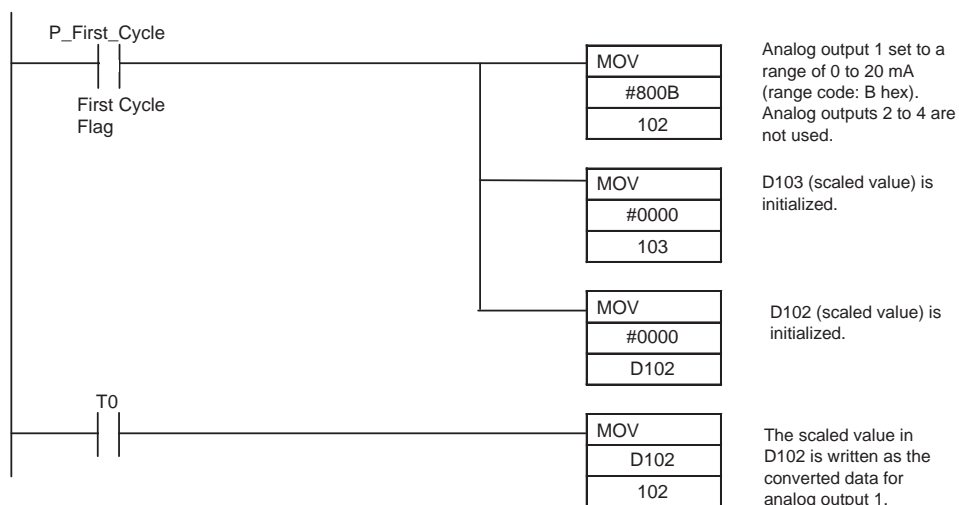 P_First_Cycle
First Cycle
Flag
MOV
#800B
102
Analog output 1 set to a
range of 0 to 20 mA
(range code: B hex).
Analog outputs 2 to 4 are
not used.
MOV
#0000
103
D103 (scaled value) is
initialized.
MOV
#0000
D102
D102 (scaled value) is
initialized.
T0
MOV
D102
102
The scaled value in
D102 is written as the
converted data for
analog output 1.